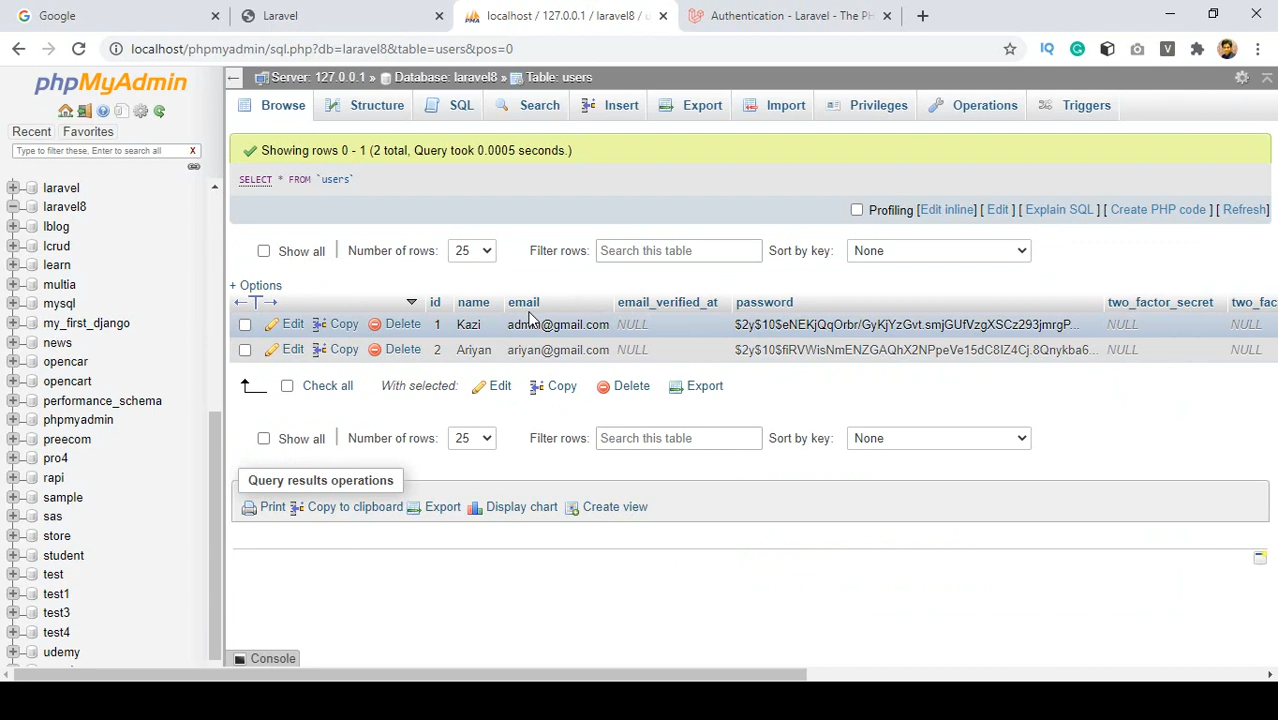 Google
Laravel
localhost / 127.0.0.1 / laravel8 / u
Authentication - Laravel - The PH
localhost/phpmyadmin/sql.php?db=laravel8&table=users&pos=0
phpMyAdmin
Recent
Favorites
Type to filter these, Enter to search all
X
laravel
laravel8
lblog
lcrud
learn
multia
mysql
my_first_django
news
opencar
opencart
performance_schema
phpmyadmin
preecom
pro4
rapi
sample
sas
store
student
test
test1
test3
test4
udemy
Server: 127.0.0.1 » Database: laravel8 » Table: users
Browse Structure SQL Search Insert Export Import Privileges Operations Triggers
Showing rows 0 - 1 (2 total, Query took 0.0005 seconds.)
SELECT * FROM `users`
Profiling [Edit inline] [ Edit ] [ Explain SQL ] [ Create PHP code ] [ Refresh]
Show all Number of rows: 25 Filter rows: Search this table Sort by key: None
+ Options
id name email email_verified_at password two_factor_secret two_fac
Edit Copy Delete 1 Kazi admin@gmail.com NULL NULL
Edit Copy Delete 2 Ariyan ariyan@gmail.com NULL NULL
Check all With selected: Edit Copy Delete Export
Show all Number of rows: 25 Filter rows: Search this table Sort by key: None
Query results operations
Print Copy to clipboard Export Display chart Create view
Console